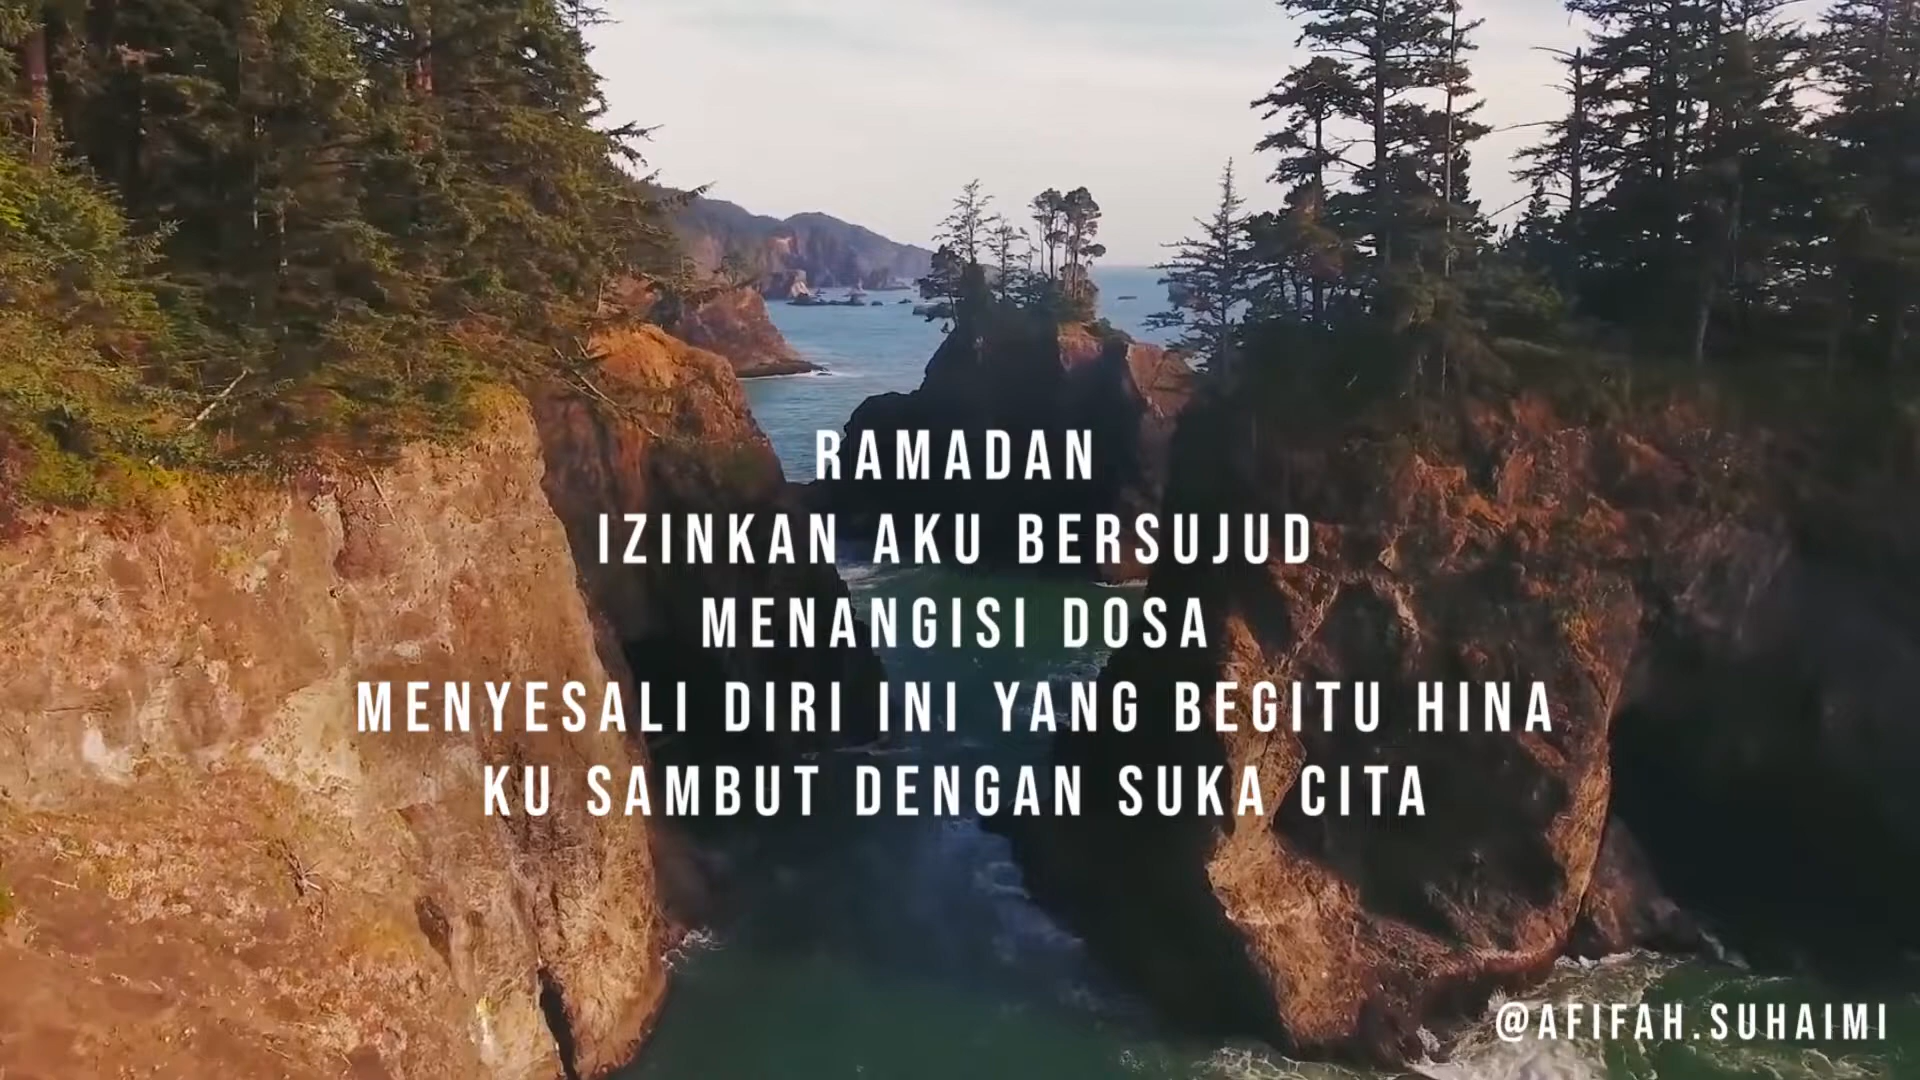 RAMADAN
IZINKAN AKU BERSUJUD
MENANGISI DOSA
MENYESALI DIRI INI YANG BEGITU HINA
KU SAMBUT DENGAN SUKA CITA
@AFIFAH.SUHAIMI